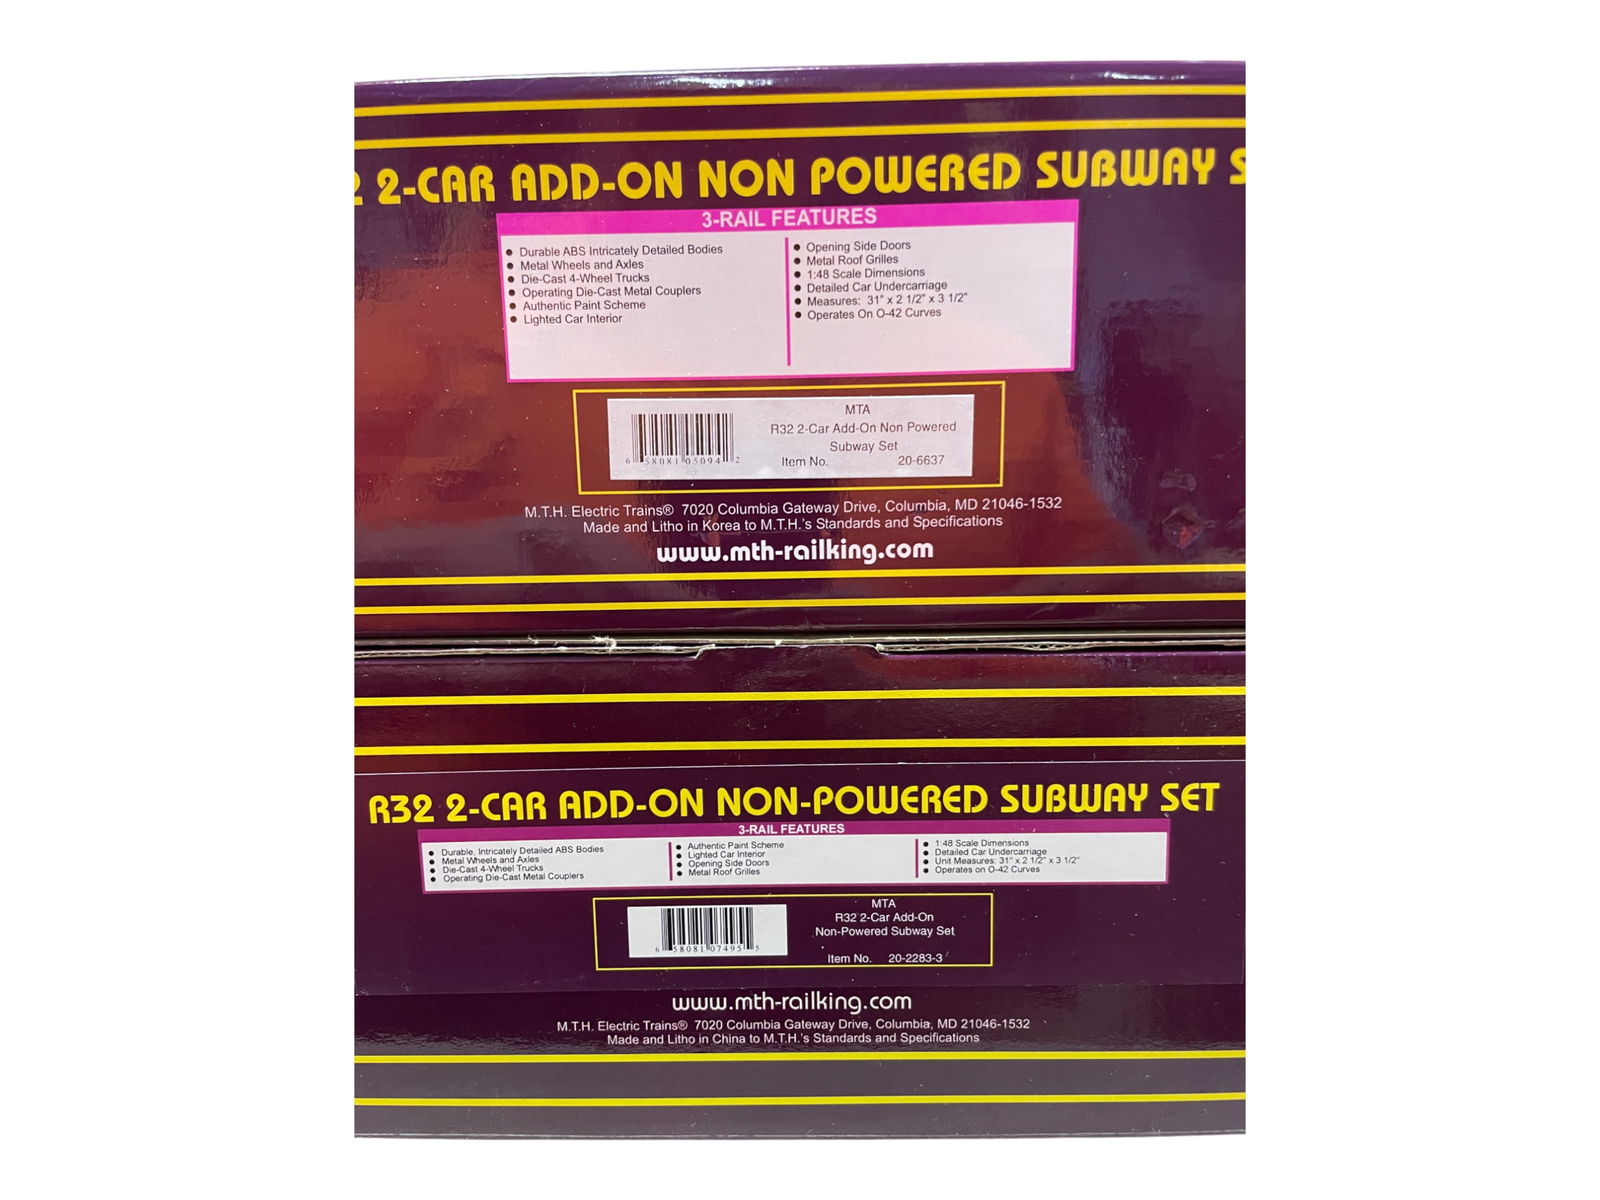 2 2-CAR ADD-ON NON POWERED SUBWAY S
3-RAIL FEATURES
• Durable ABS Intricately Detailed Bodies
• Metal Wheels and Axles
• Die-Cast 4-Wheel Trucks
• Operating Die-Cast Metal Couplers
• Authentic Paint Scheme
• Lighted Car Interior
• Opening Side Doors
• Metal Roof Grilles
• 1:48 Scale Dimensions
• Detailed Car Undercarriage
• Measures: 31" x 2 1/2" x 3 1/2"
• Operates On O-42 Curves
6 58081 05094 2
MTA
R32 2-Car Add-On Non Powered
Subway Set
Item No. 20-6637
M.T.H. Electric Trains® 7020 Columbia Gateway Drive, Columbia, MD 21046-1532
Made and Litho in Korea to M.T.H.'s Standards and Specifications
www.mth-railking.com
R32 2-CAR ADD-ON NON-POWERED SUBWAY SET
3-RAIL FEATURES
• Durable, Intricately Detailed ABS Bodies
• Metal Wheels and Axles
• Die-Cast 4-Wheel Trucks
• Operating Die-Cast Metal Couplers
• Authentic Paint Scheme
• Lighted Car Interior
• Opening Side Doors
• Metal Roof Grilles
• 1:48 Scale Dimensions
• Detailed Car Undercarriage
• Unit Measures: 31" x 2 1/2" x 3 1/2"
• Operates on O-42 Curves
6 58081 07495 5
MTA
R32 2-Car Add-On
Non-Powered Subway Set
Item No. 20-2283-3
www.mth-railking.com
M.T.H. Electric Trains® 7020 Columbia Gateway Drive, Columbia, MD 21046-1532
Made and Litho in China to M.T.H.'s Standards and Specifications